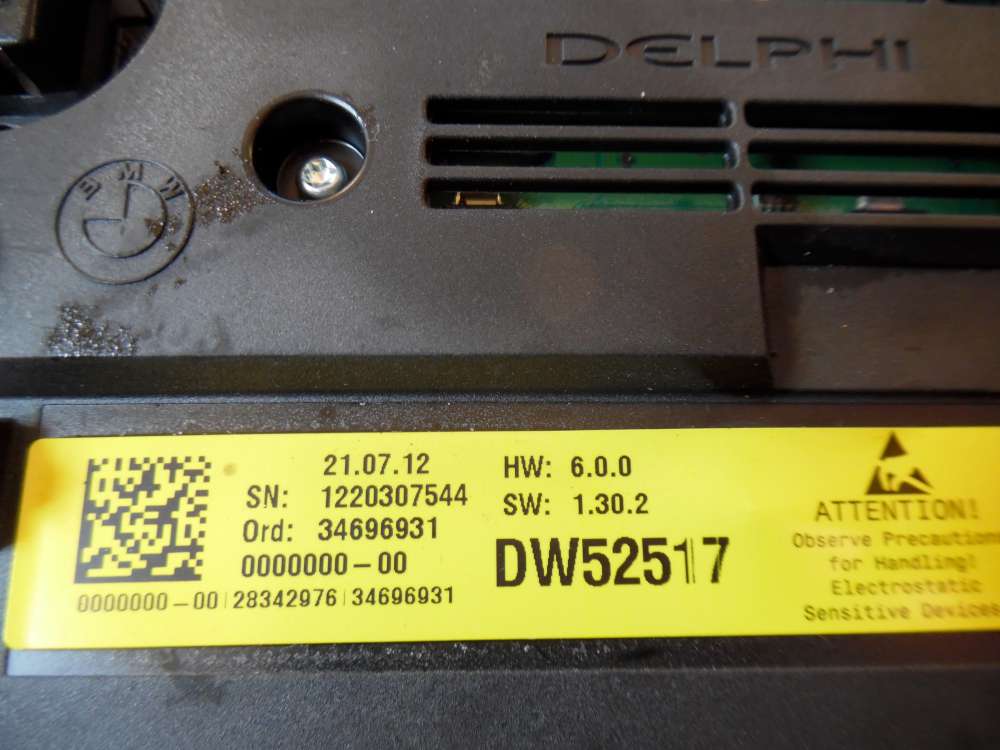 DELPHI
BMW
21.07.12
SN: 1220307544
Ord: 34696931
0000000-00
0000000-00|28342976|34696931
HW: 6.0.0
SW: 1.30.2
DW52517
ATTENTION!
Observe Precautions
for Handling!
Electrostatic
Sensitive Devices